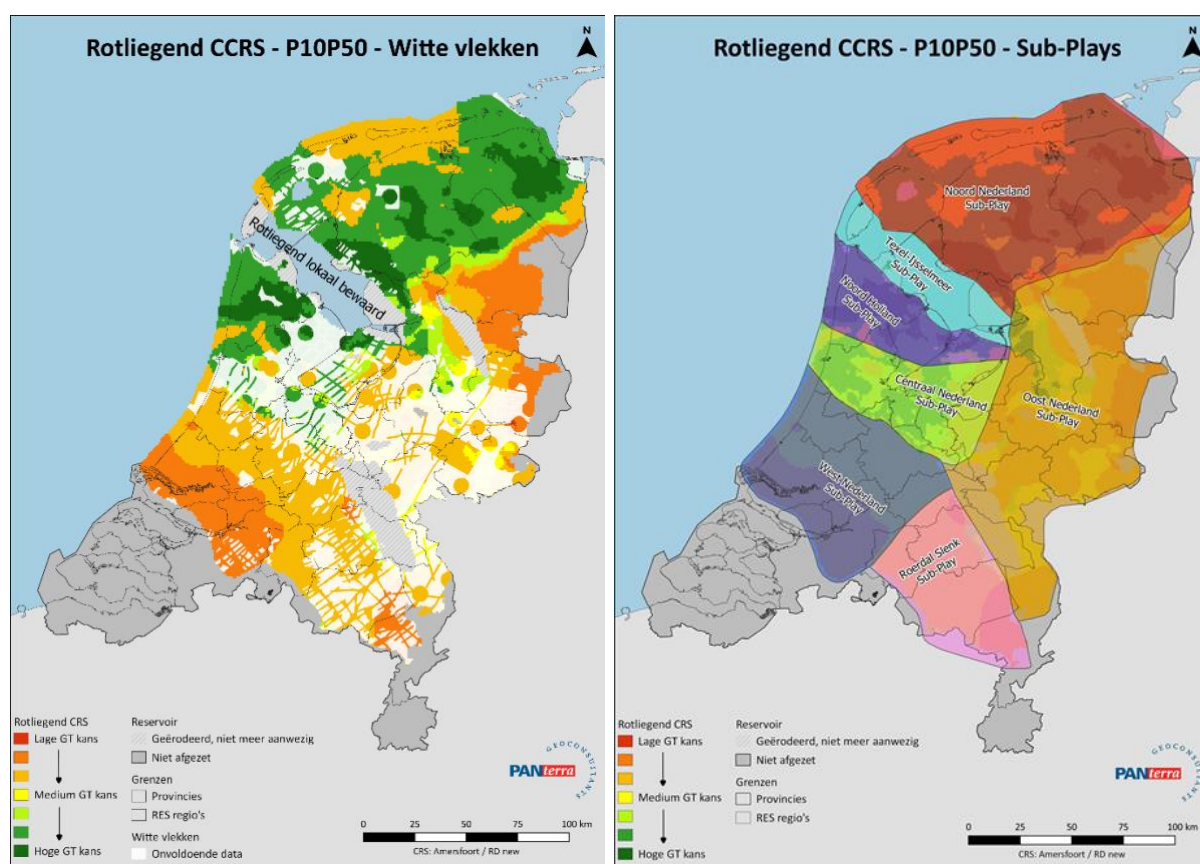 Rotliegend CCRS - P10P50 - Witte vlekken
N
Rotliegend lokaal bewaard
Rotliegend CRS
Lage GT kans
Medium GT kans
Hoge GT kans
Reservoir
Geërodeerd, niet meer aanwezig
Niet afgezet
Grenzen
Provincies
RES regio's
Witte vlekken
Onvoldoende data
GEOCONSULTANTS
PANterra
0 25 50 75 100 km
CRS: Amersfoort / RD new
Rotliegend CCRS - P10P50 - Sub-Plays
N
Noord Nederland
Sub-Play
Texel-Ijsselmeer
Sub-Play
Noord Holland
Sub-Play
Centraal Nederland
Sub-Play
Oost Nederland
Sub-Play
West Nederland
Sub-Play
Roerdal Slenk
Sub-Play
Rotliegend CRS
Lage GT kans
Medium GT kans
Hoge GT kans
Reservoir
Geërodeerd, niet meer aanwezig
Niet afgezet
Grenzen
Provincies
RES regio's
GEOCONSULTANTS
PANterra
0 25 50 75 100 km
CRS: Amersfoort / RD new